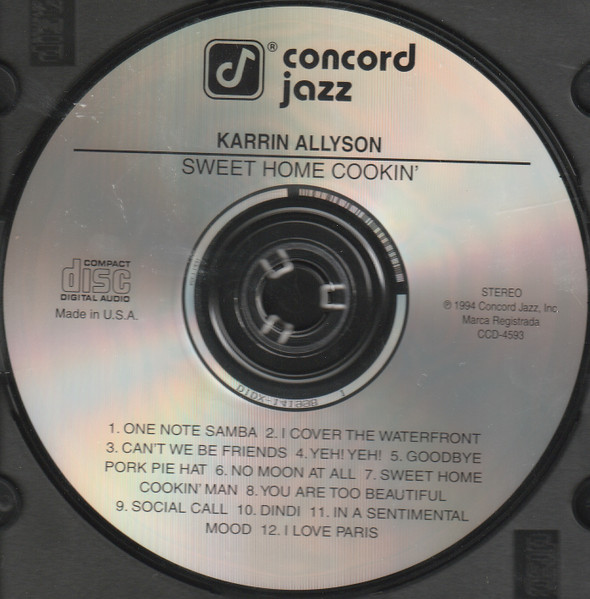 ® concord
jazz
KARRIN ALLYSON
SWEET HOME COOKIN'
COMPACT
disc
DIGITAL AUDIO
Made in U.S.A.
STEREO
℗ 1994 Concord Jazz, Inc
Marca Registrada
CCD-4593
1. ONE NOTE SAMBA 2. I COVER THE WATERFRONT
3. CAN'T WE BE FRIENDS 4. YEH! YEH! 5. GOODBYE
PORK PIE HAT 6. NO MOON AT ALL 7. SWEET HOME
COOKIN' MAN 8. YOU ARE TOO BEAUTIFUL
9. SOCIAL CALL 10. DINDI 11. IN A SENTIMENTAL
MOOD 12. I LOVE PARIS